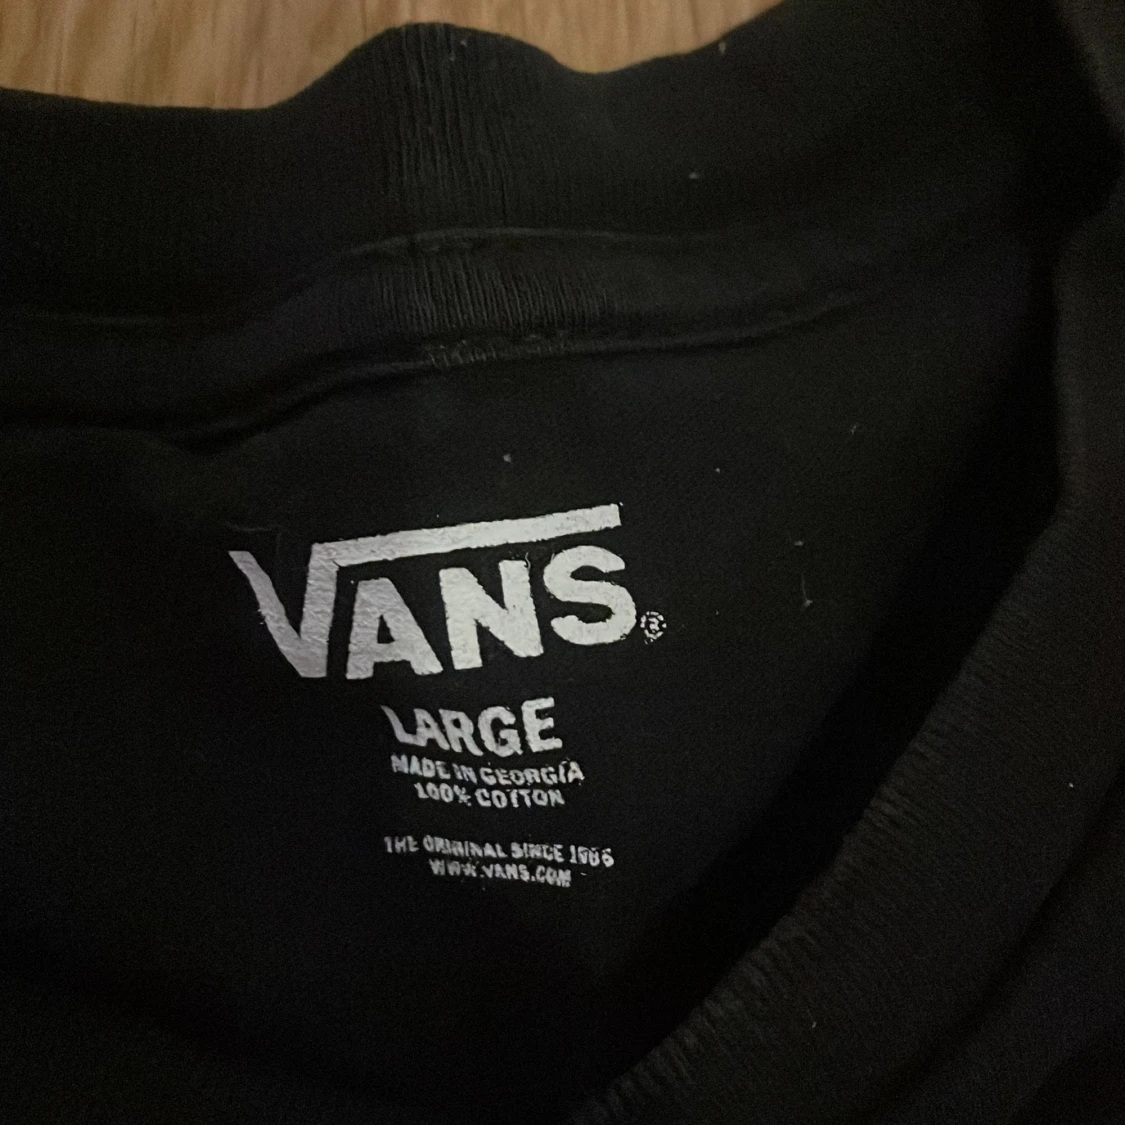 VANS®
LARGE
MADE IN GEORGIA
100% COTTON
THE ORIGINAL SINCE 1966
WWW.VANS.COM